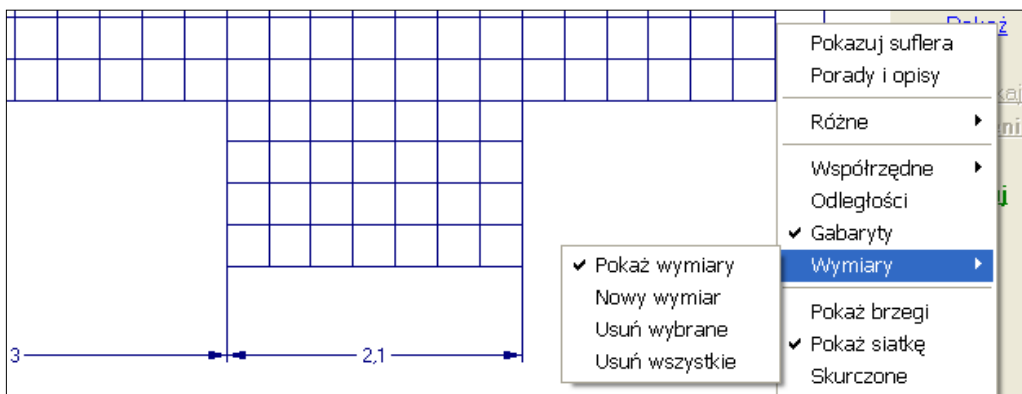 Pokaż
Pokazuj suflera
Porady i opisy
Różne
Współrzędne
Odległości
Gabaryty
Wymiary
Pokaż brzegi
Pokaż siatkę
Skurczone
Pokaż wymiary
Nowy wymiar
Usuń wybrane
Usuń wszystkie
3
2,1